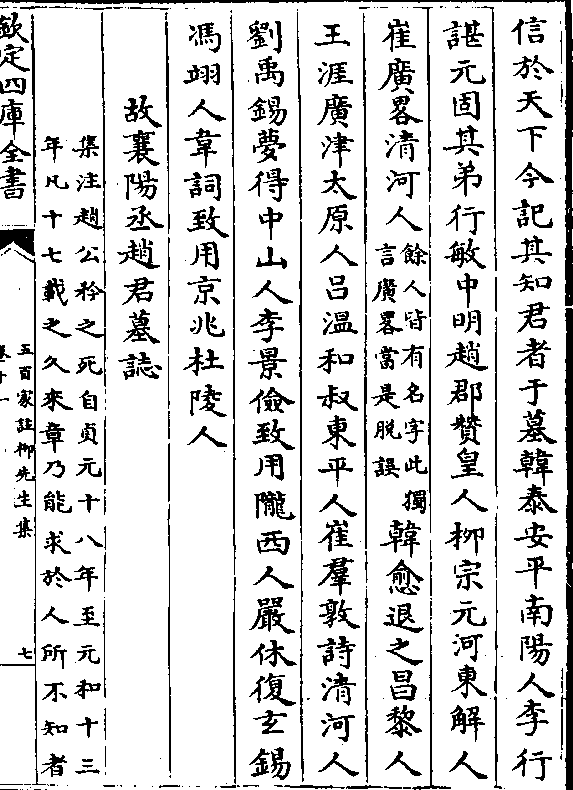 信於天下今記其知君者于墓韓泰安平南陽人李行
諶元固其弟行敏中明趙郡贊皇人柳宗元河東解人
崔廣畧清河人餘人皆有名字此獨
言廣畧當是脱誤韓愈退之昌黎人
王涯廣津太原人吕溫和叔東平人崔羣敦詩清河人
劉禹錫夢得中山人李景儉致用隴西人嚴休復玄錫
馮翊人韋詞致用京兆杜陵人
故襄陽丞趙君墓誌
集注趙公矜之死自貞元十八年至元和十三
年凡十七載之久來章乃能求於人所不知者
欽定四庫全書
五百家註柳先生集
卷十一
七